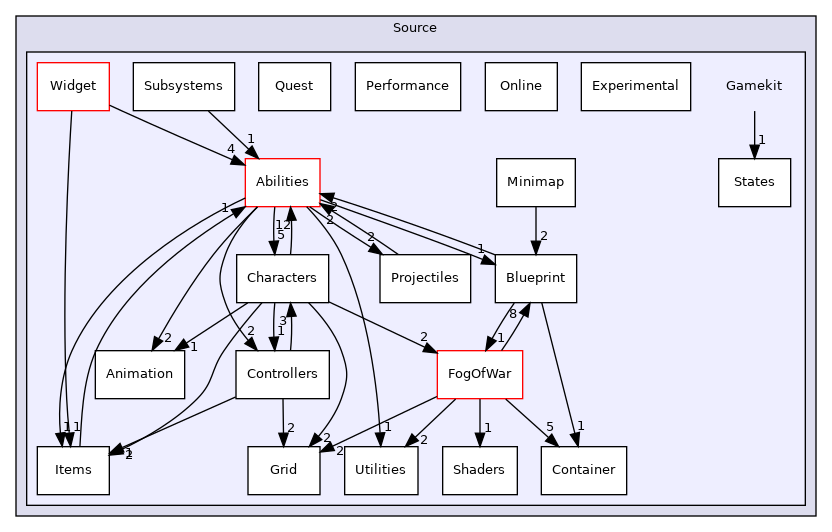 Source
Widget
Subsystems
Quest
Performance
Online
Experimental
Gamekit
1
4
1
Abilities
Minimap
States
1
2
2
12
5
2
2
1
Characters
Projectiles
Blueprint
3
8
2
1
2
1
2
1
Animation
Controllers
FogOfWar
1
1
2
2
1
2
1
5
1
2
1
2
Items
Grid
Utilities
Shaders
Container